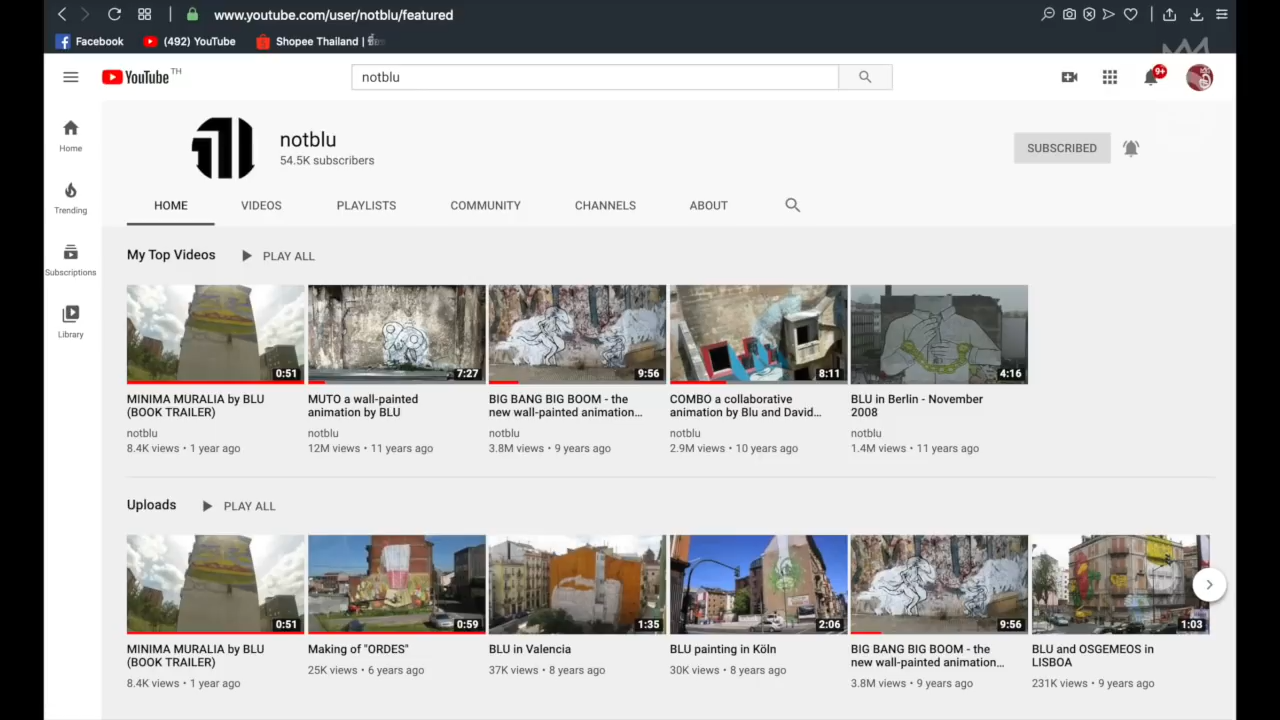 www.youtube.com/user/notblu/featured
Facebook (492) YouTube Shopee Thailand |
YouTube TH
notblu
9+
Home
Trending
Subscriptions
Library
notblu
54.5K subscribers
SUBSCRIBED
HOME VIDEOS PLAYLISTS COMMUNITY CHANNELS ABOUT
My Top Videos PLAY ALL
0:51 7:27 9:56 8:11 4:16
MINIMA MURALIA by BLU
(BOOK TRAILER)
notblu
8.4K views • 1 year ago
MUTO a wall-painted
animation by BLU
notblu
12M views • 11 years ago
BIG BANG BIG BOOM - the
new wall-painted animation...
notblu
3.8M views • 9 years ago
COMBO a collaborative
animation by Blu and David...
notblu
2.9M views • 10 years ago
BLU in Berlin - November
2008
notblu
1.4M views • 11 years ago
Uploads PLAY ALL
0:51 0:59 1:35 2:06 9:56 1:03
MINIMA MURALIA by BLU
(BOOK TRAILER)
8.4K views • 1 year ago
Making of "ORDES"
25K views • 6 years ago
BLU in Valencia
37K views • 8 years ago
BLU painting in Köln
30K views • 8 years ago
BIG BANG BIG BOOM - the
new wall-painted animation...
3.8M views • 9 years ago
BLU and OSGEMEOS in
LISBOA
231K views • 9 years ago